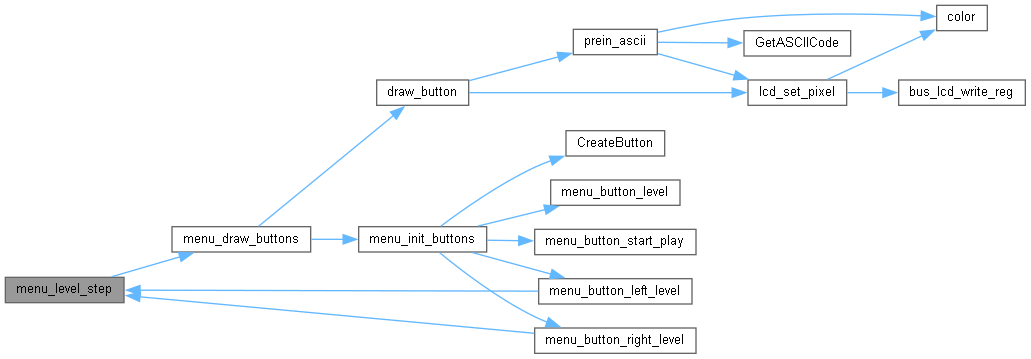 color
prein_ascii
GetASCIICode
draw_button
lcd_set_pixel
bus_lcd_write_reg
CreateButton
menu_button_level
menu_draw_buttons
menu_init_buttons
menu_button_start_play
menu_level_step
menu_button_left_level
menu_button_right_level